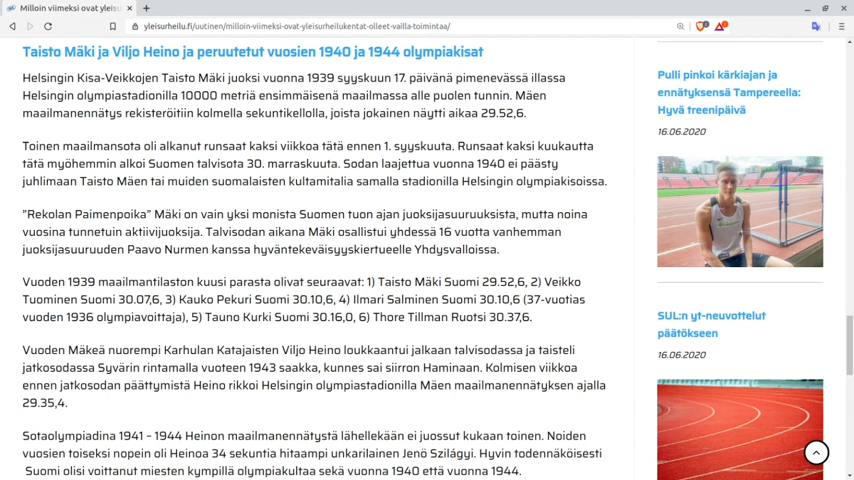 Milloin viimeksi ovat yleisu
yleisurheilu.fi/uutinen/milloin-viimeksi-ovat-yleisurheilukentat-olleet-vailla-toimintaa/
Taisto Mäki ja Viljo Heino ja peruutetut vuosien 1940 ja 1944 olympiakisat
Helsingin Kisa-Veikkojen Taisto Mäki juoksi vuonna 1939 syyskuun 17. päivänä pimenevässä illassa
Helsingin olympiastadionilla 10000 metriä ensimmäisenä maailmassa alle puolen tunnin. Mäen
maailmanennätys rekisteröitiin kolmella sekuntikellolla, joista jokainen näytti aikaa 29.52,6.
Toinen maailmansota oli alkanut runsaat kaksi viikkoa tätä ennen 1. syyskuuta. Runsaat kaksi kuukautta
tätä myöhemmin alkoi Suomen talvisota 30. marraskuuta. Sodan laajettua vuonna 1940 ei päästy
juhlimaan Taisto Mäen tai muiden suomalaisten kultamitalia samalla stadionilla Helsingin olympiakisoissa.
”Rekolan Paimenpoika” Mäki on vain yksi monista Suomen tuon ajan juoksijasuuruuksista, mutta noina
vuosina tunnetuin aktiivijuoksija. Talvisodan aikana Mäki osallistui yhdessä 16 vuotta vanhemman
juoksijasuuruuden Paavo Nurmen kanssa hyväntekeväisyyskiertueelle Yhdysvalloissa.
Vuoden 1939 maailmantilaston kuusi parasta olivat seuraavat: 1) Taisto Mäki Suomi 29.52,6, 2) Veikko
Tuominen Suomi 30.07,6, 3) Kauko Pekuri Suomi 30.10,6, 4) Ilmari Salminen Suomi 30.10,6 (37-vuotias
vuoden 1936 olympiavoittaja), 5) Tauno Kurki Suomi 30.16,0, 6) Thore Tillman Ruotsi 30.37,6.
Vuoden Mäkeä nuorempi Karhulan Katajaisten Viljo Heino loukkaantui jalkaan talvisodassa ja taisteli
jatkosodassa Syvärin rintamalla vuoteen 1943 saakka, kunnes sai siirron Haminaan. Kolmisen viikkoa
ennen jatkosodan päättymistä Heino rikkoi Helsingin olympiastadionilla Mäen maailmanennätyksen ajalla
29.35,4.
Sotaolympiadina 1941 – 1944 Heinon maailmanennätystä lähellekään ei juossut kukaan toinen. Noiden
vuosien toiseksi nopein oli Heinoa 34 sekuntia hitaampi unkarilainen Jenö Szilágyi. Hyvin todennäköisesti
Suomi olisi voittanut miesten kympillä olympiakultaa sekä vuonna 1940 että vuonna 1944.
Pulli pinkoi kärkiajan ja
ennätyksensä Tampereella:
Hyvä treenipäivä
16.06.2020
SUL:n yt-neuvottelut
päätökseen
16.06.2020